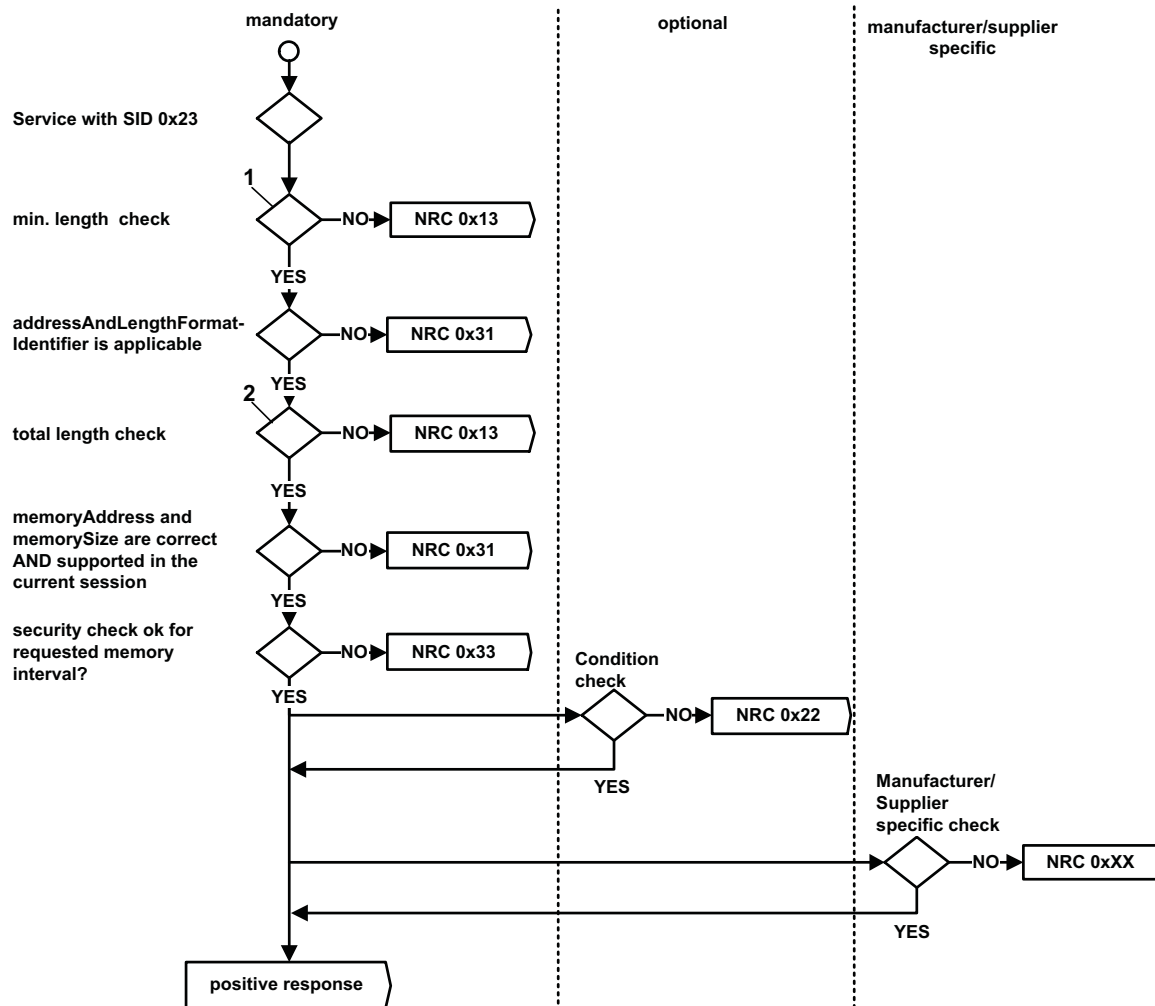 mandatory
optional
manufacturer/supplier
specific
Service with SID 0x23
1
min. length check
NO
NRC 0x13
YES
addressAndLengthFormat-
Identifier is applicable
NO
NRC 0x31
YES
2
total length check
NO
NRC 0x13
YES
memoryAddress and
memorySize are correct
AND supported in the
current session
NO
NRC 0x31
YES
security check ok for
requested memory
interval?
NO
NRC 0x33
YES
Condition
check
NO
NRC 0x22
YES
Manufacturer/
Supplier
specific check
NO
NRC 0xXX
YES
positive response